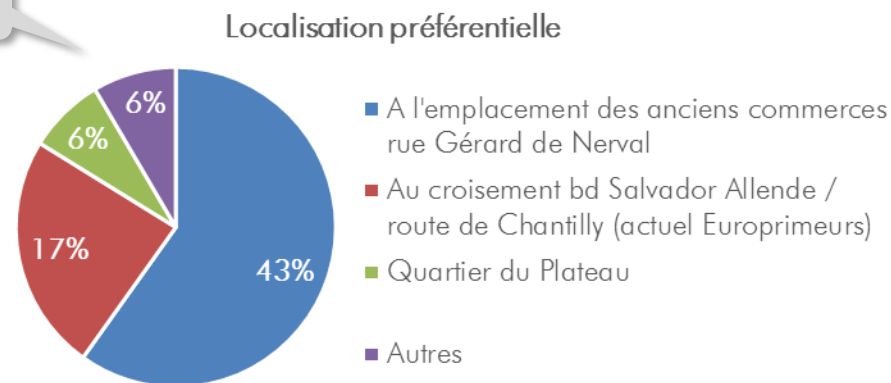 Localisation préférentielle
6%
6%
17%
43%
A l'emplacement des anciens commerces
rue Gérard de Nerval
Au croisement bd Salvador Allende /
route de Chantilly (actuel Europrimeurs)
Quartier du Plateau
Autres